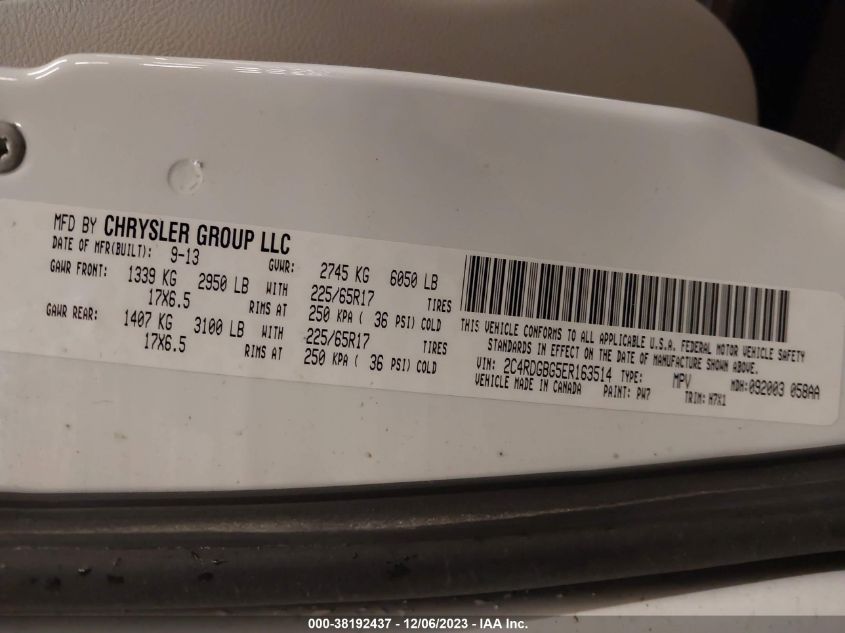 MFD BY CHRYSLER GROUP LLC
DATE OF MFR(BUILT): 9-13 GVWR: 2745 KG 6050 LB
GAWR FRONT: 1339 KG 2950 LB WITH 225/65R17 TIRES
17X6.5 RIMS AT 250 KPA ( 36 PSI) COLD
GAWR REAR: 1407 KG 3100 LB WITH 225/65R17 TIRES
17X6.5 RIMS AT 250 KPA ( 36 PSI) COLD
THIS VEHICLE CONFORMS TO ALL APPLICABLE U.S.A. FEDERAL MOTOR VEHICLE SAFETY
STANDARDS IN EFFECT ON THE DATE OF MANUFACTURE SHOWN ABOVE.
VIN: 2C4RDGBG5ER163514 TYPE: MPV MDH:092003 058AA
VEHICLE MADE IN CANADA PAINT: PW7 TRIM: H7X1
000-38192437 - 12/06/2023 - IAA Inc.